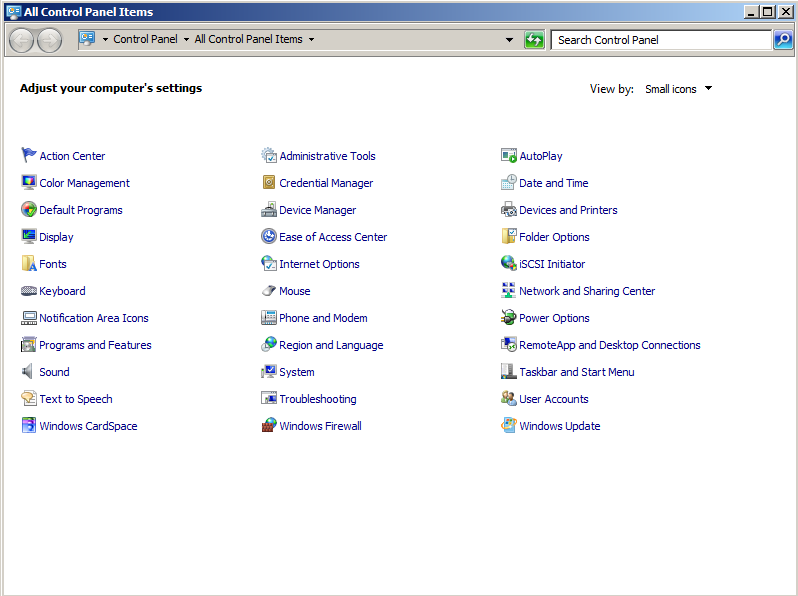 All Control Panel Items
Control Panel All Control Panel Items Search Control Panel
Adjust your computer's settings View by: Small icons
Action Center Administrative Tools AutoPlay
Color Management Credential Manager Date and Time
Default Programs Device Manager Devices and Printers
Display Ease of Access Center Folder Options
Fonts Internet Options iSCSI Initiator
Keyboard Mouse Network and Sharing Center
Notification Area Icons Phone and Modem Power Options
Programs and Features Region and Language RemoteApp and Desktop Connections
Sound System Taskbar and Start Menu
Text to Speech Troubleshooting User Accounts
Windows CardSpace Windows Firewall Windows Update